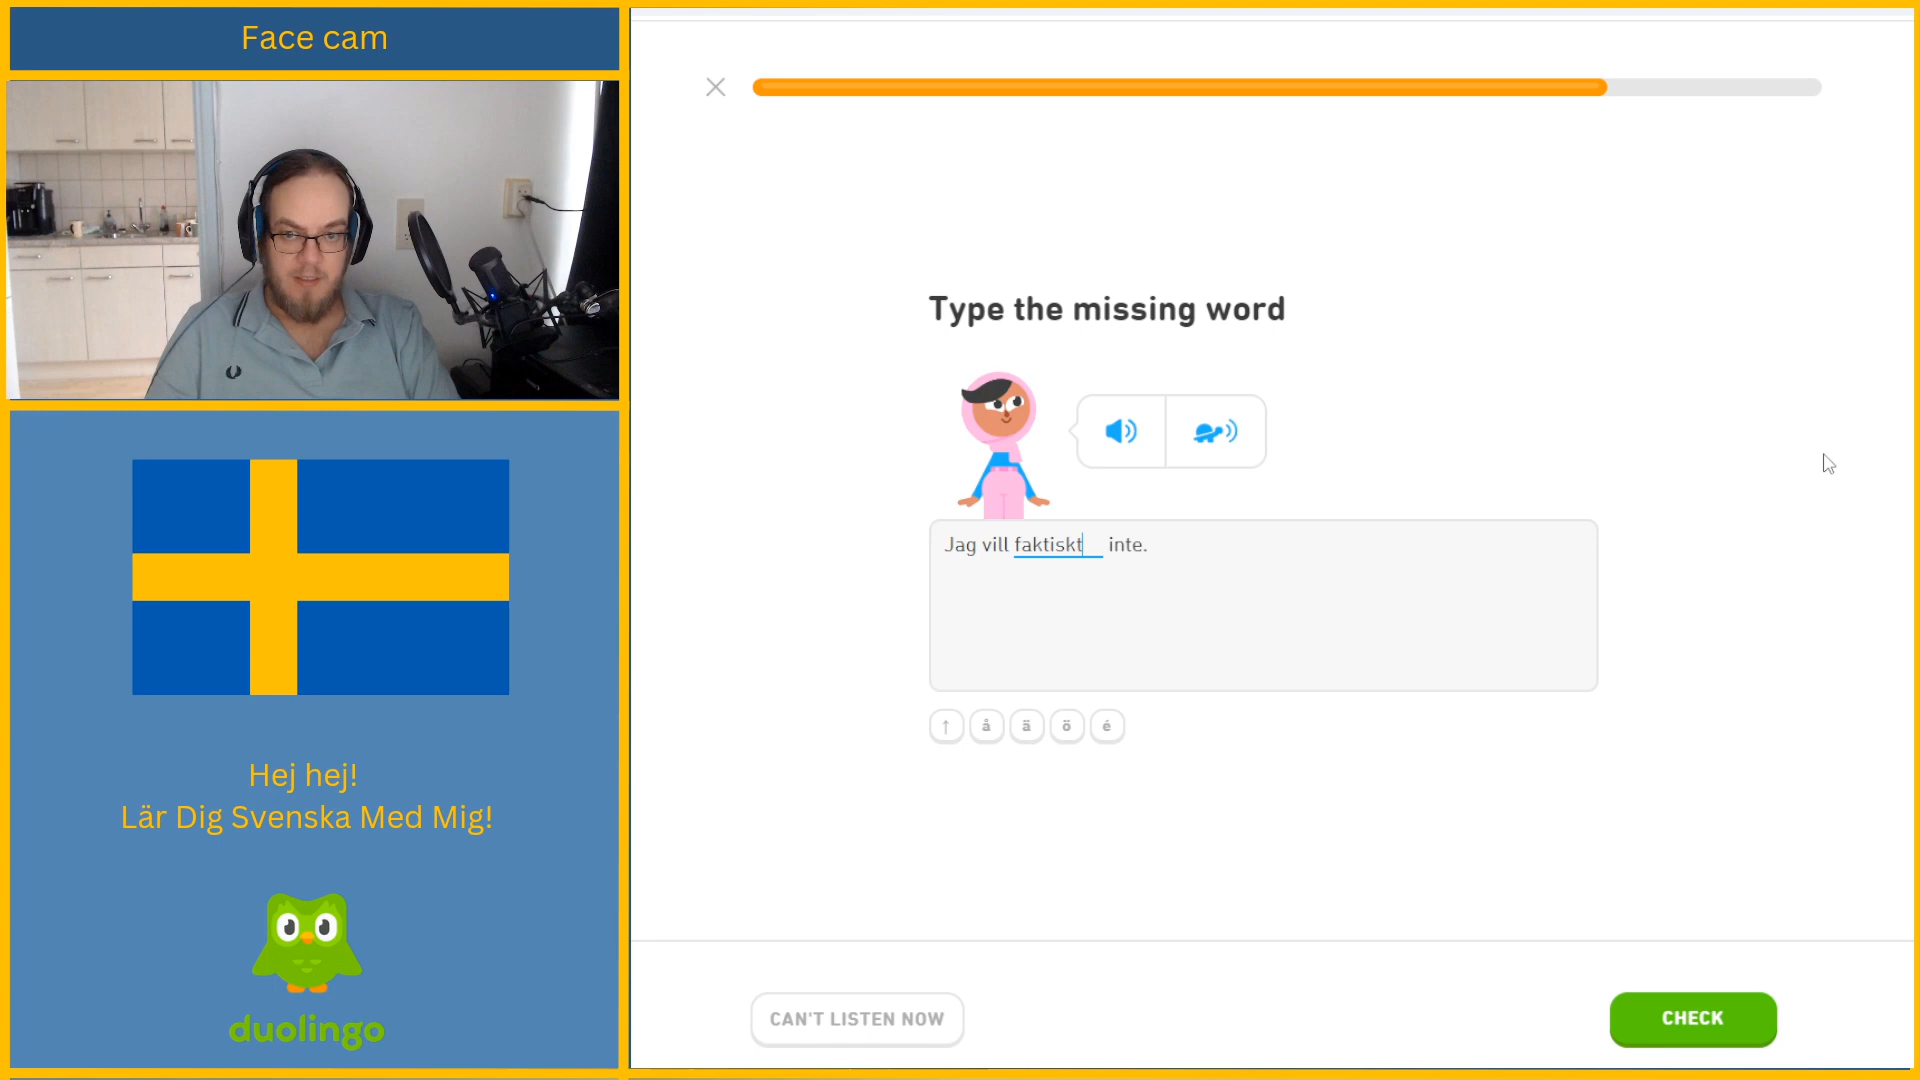 Face cam
Type the missing word
Jag vill faktiskt inte.
↑ å ä ö é
Hej hej!
Lär Dig Svenska Med Mig!
duolingo
CAN'T LISTEN NOW
CHECK